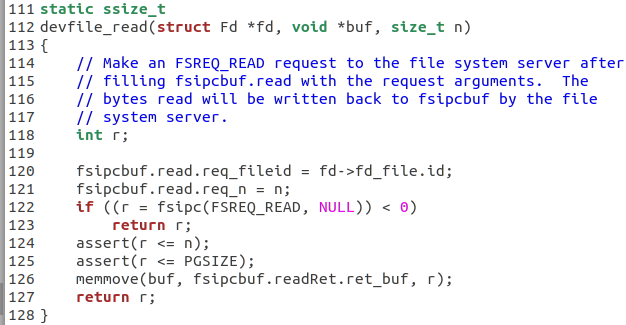 111 static ssize_t
112 devfile_read(struct Fd *fd, void *buf, size_t n)
113 {
114     // Make an FSREQ_READ request to the file system server after
115     // filling fsipcbuf.read with the request arguments.  The
116     // bytes read will be written back to fsipcbuf by the file
117     // system server.
118     int r;
119
120     fsipcbuf.read.req_fileid = fd->fd_file.id;
121     fsipcbuf.read.req_n = n;
122     if ((r = fsipc(FSREQ_READ, NULL)) < 0)
123         return r;
124     assert(r <= n);
125     assert(r <= PGSIZE);
126     memmove(buf, fsipcbuf.readRet.ret_buf, r);
127     return r;
128 }